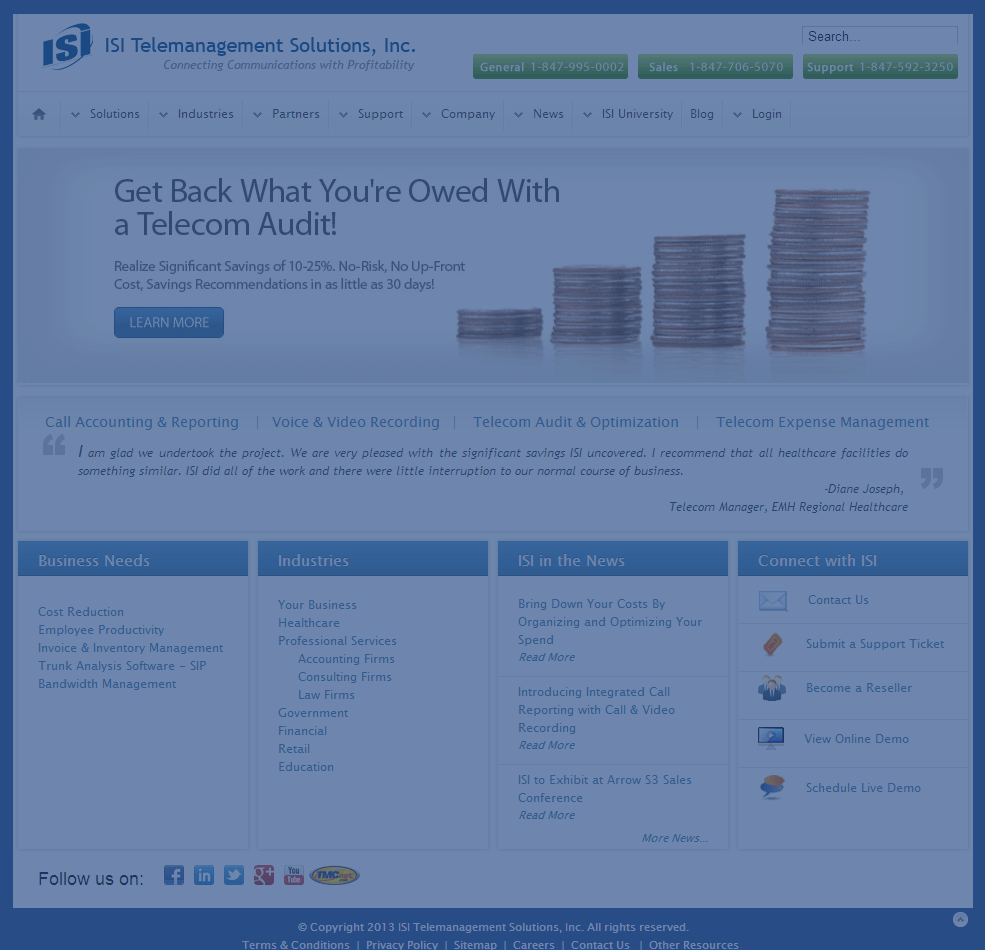 ISI
ISI Telemanagement Solutions, Inc.
Connecting Communications with Profitability
Search...
General 1-847-995-0002
Sales 1-847-706-5070
Support 1-847-592-3250
Solutions
Industries
Partners
Support
Company
News
ISI University
Blog
Login
Get Back What You're Owed With
a Telecom Audit!
Realize Significant Savings of 10-25%. No-Risk, No Up-Front
Cost, Savings Recommendations in as little as 30 days!
LEARN MORE
Call Accounting & Reporting | Voice & Video Recording | Telecom Audit & Optimization | Telecom Expense Management
“ I am glad we undertook the project. We are very pleased with the significant savings ISI uncovered. I recommend that all healthcare facilities do
something similar. ISI did all of the work and there were little interruption to our normal course of business. ”
-Diane Joseph,
Telecom Manager, EMH Regional Healthcare
Business Needs
Cost Reduction
Employee Productivity
Invoice & Inventory Management
Trunk Analysis Software – SIP
Bandwidth Management
Industries
Your Business
Healthcare
Professional Services
Accounting Firms
Consulting Firms
Law Firms
Government
Financial
Retail
Education
ISI in the News
Bring Down Your Costs By
Organizing and Optimizing Your
Spend
Read More
Introducing Integrated Call
Reporting with Call & Video
Recording
Read More
ISI to Exhibit at Arrow S3 Sales
Conference
Read More
More News...
Connect with ISI
Contact Us
Submit a Support Ticket
Become a Reseller
View Online Demo
Schedule Live Demo
Follow us on:
f
in
g+
You
Tube
TMCnet
© Copyright 2013 ISI Telemanagement Solutions, Inc. All rights reserved.
Terms & Conditions | Privacy Policy | Sitemap | Careers | Contact Us | Other Resources